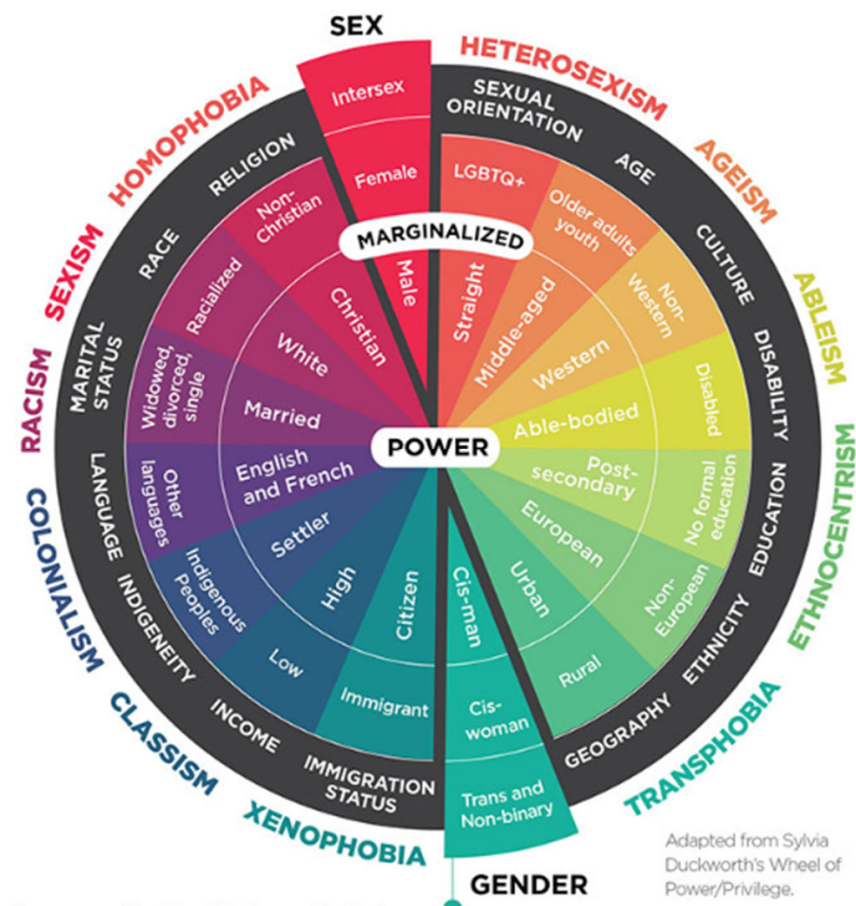 SEX
HETEROSEXISM
AGEISM
ABLEISM
ETHNOCENTRISM
TRANSPHOBIA
XENOPHOBIA
CLASSISM
COLONIALISM
RACISM
SEXISM
HOMOPHOBIA
SEXUAL
ORIENTATION
AGE
CULTURE
DISABILITY
EDUCATION
ETHNICITY
GEOGRAPHY
IMMIGRATION
STATUS
INCOME
INDIGENEITY
LANGUAGE
MARITAL
STATUS
RACE
RELIGION
Intersex
Female
LGBTQ+
Older adults
youth
Non-
Western
Disabled
No formal
education
Non-
European
Rural
Cis-
woman
Trans and
Non-binary
Immigrant
Low
Indigenous
Peoples
Other
languages
Widowed,
divorced,
single
Racialized
Non-
Christian
MARGINALIZED
Male
Straight
Middle-aged
Western
Able-bodied
Post-
secondary
European
Urban
Cis-man
Citizen
High
Settler
English
and French
Married
White
Christian
POWER
GENDER
Adapted from Sylvia
Duckworth's Wheel of
Power/Privilege.